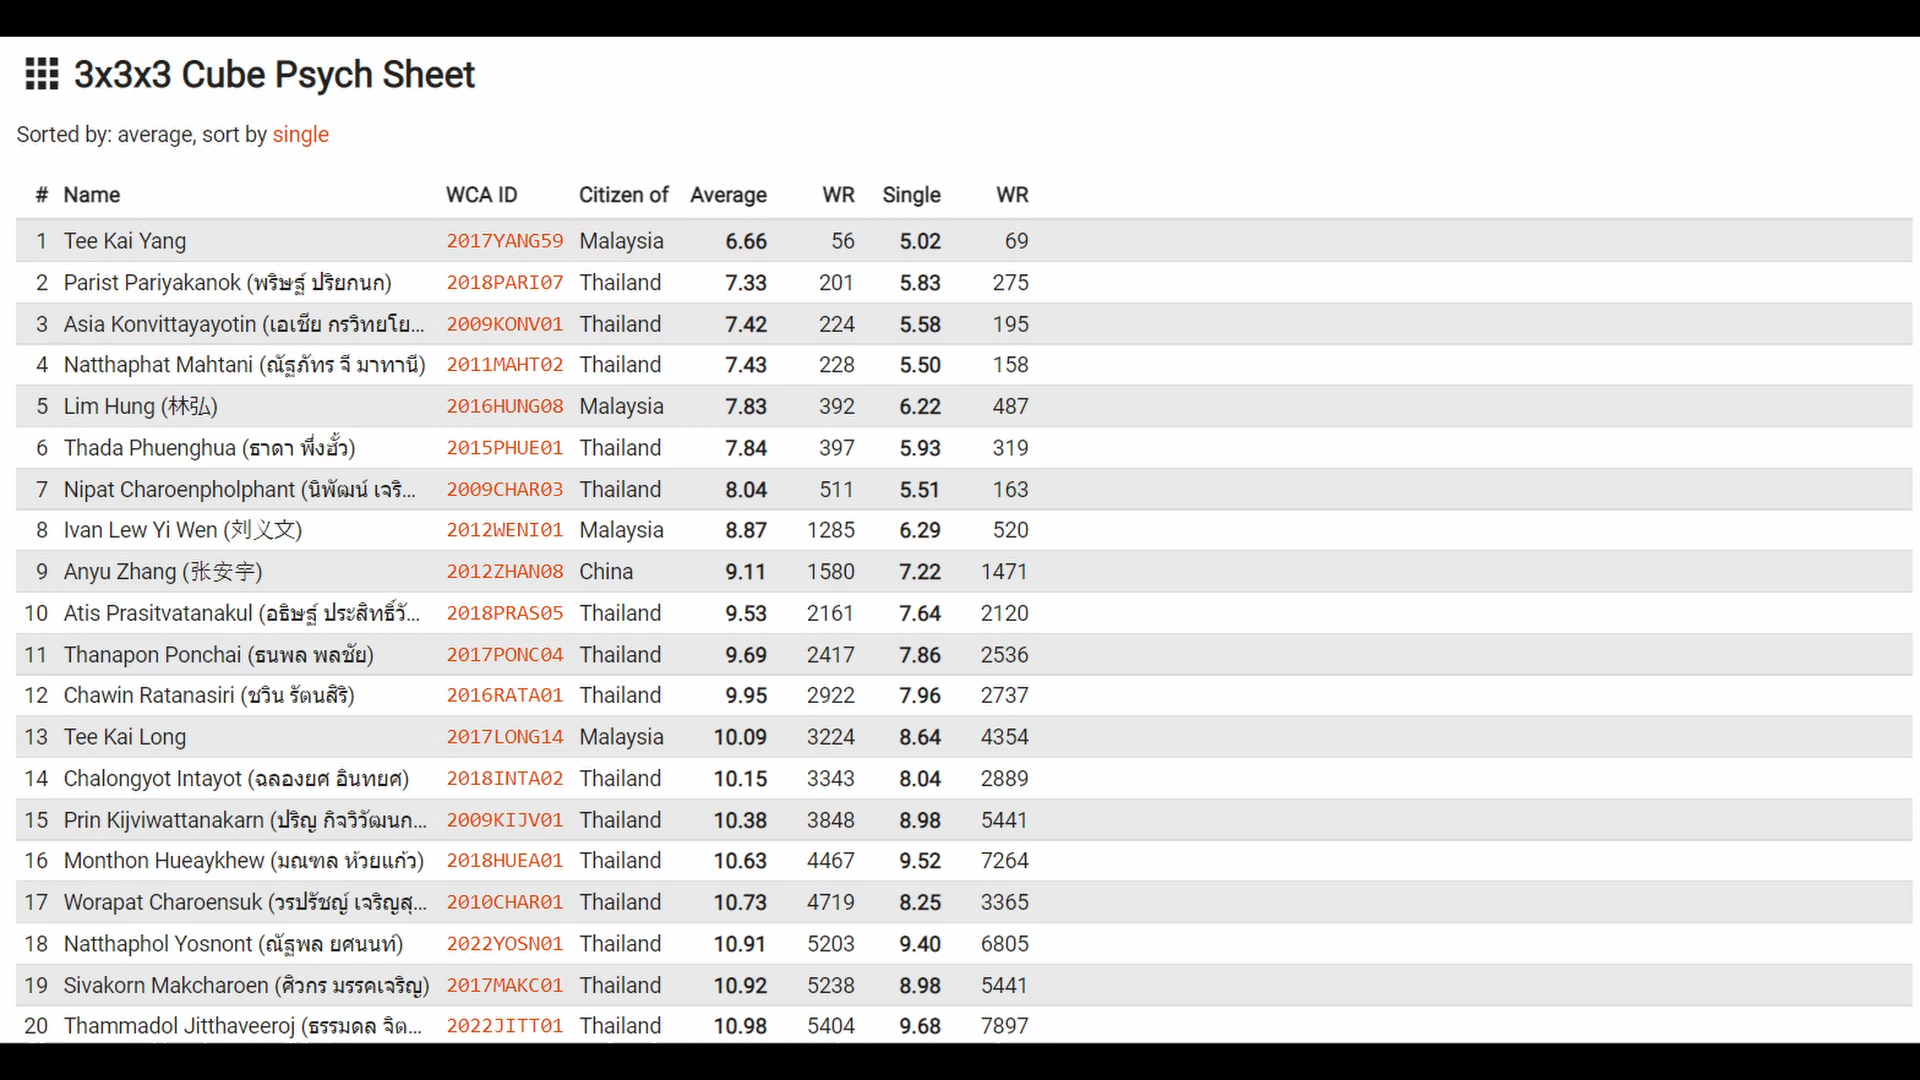 3x3x3 Cube Psych Sheet
Sorted by: average, sort by single
# Name WCA ID Citizen of Average WR Single WR
1 Tee Kai Yang 2017YANG59 Malaysia 6.66 56 5.02 69
2 Parist Pariyakanok (พริษฐ์ ปริยกนก) 2018PARI07 Thailand 7.33 201 5.83 275
3 Asia Konvittayayotin (เอเชีย กรวิทยโย... 2009KONV01 Thailand 7.42 224 5.58 195
4 Natthaphat Mahtani (ณัฐภัทร จี มาทานี) 2011MAHT02 Thailand 7.43 228 5.50 158
5 Lim Hung (林弘) 2016HUNG08 Malaysia 7.83 392 6.22 487
6 Thada Phuenghua (ธาดา พึ่งฮั้ว) 2015PHUE01 Thailand 7.84 397 5.93 319
7 Nipat Charoenpholphant (นิพัฒน์ เจริ... 2009CHAR03 Thailand 8.04 511 5.51 163
8 Ivan Lew Yi Wen (刘义文) 2012WENI01 Malaysia 8.87 1285 6.29 520
9 Anyu Zhang (张安宇) 2012ZHAN08 China 9.11 1580 7.22 1471
10 Atis Prasitvatanakul (อธิษฐ์ ประสิทธิ์วั... 2018PRAS05 Thailand 9.53 2161 7.64 2120
11 Thanapon Ponchai (ธนพล พลชัย) 2017PONC04 Thailand 9.69 2417 7.86 2536
12 Chawin Ratanasiri (ชวิน รัตนสิริ) 2016RATA01 Thailand 9.95 2922 7.96 2737
13 Tee Kai Long 2017LONG14 Malaysia 10.09 3224 8.64 4354
14 Chalongyot Intayot (ฉลองยศ อินทยศ) 2018INTA02 Thailand 10.15 3343 8.04 2889
15 Prin Kijviwattanakarn (ปริญ กิจวิวัฒนก... 2009KIJV01 Thailand 10.38 3848 8.98 5441
16 Monthon Hueaykhew (มณฑล ห้วยแก้ว) 2018HUEA01 Thailand 10.63 4467 9.52 7264
17 Worapat Charoensuk (วรปรัชญ์ เจริญสุ... 2010CHAR01 Thailand 10.73 4719 8.25 3365
18 Natthaphol Yosnont (ณัฐพล ยศนนท์) 2022YOSN01 Thailand 10.91 5203 9.40 6805
19 Sivakorn Makcharoen (ศิวกร มรรคเจริญ) 2017MAKC01 Thailand 10.92 5238 8.98 5441
20 Thammadol Jitthaveeroj (ธรรมดล จิต... 2022JITT01 Thailand 10.98 5404 9.68 7897